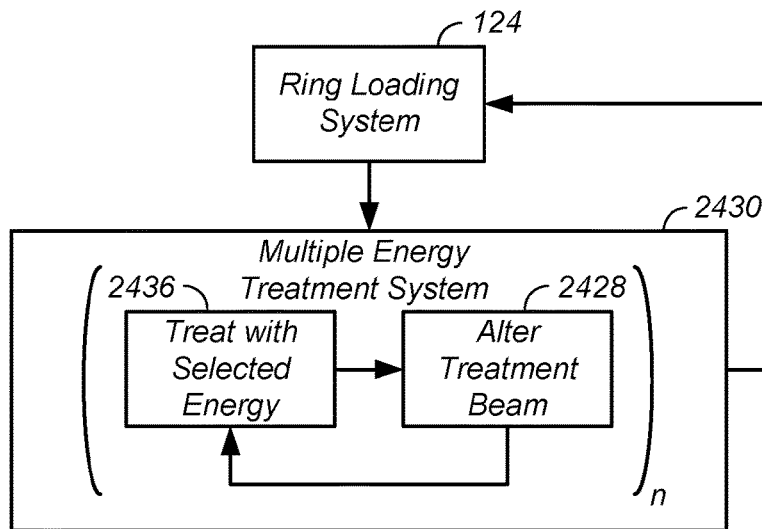 124
Ring Loading
System
2430
Multiple Energy
Treatment System
2436
2428
Treat with
Selected
Energy
Alter
Treatment
Beam
n